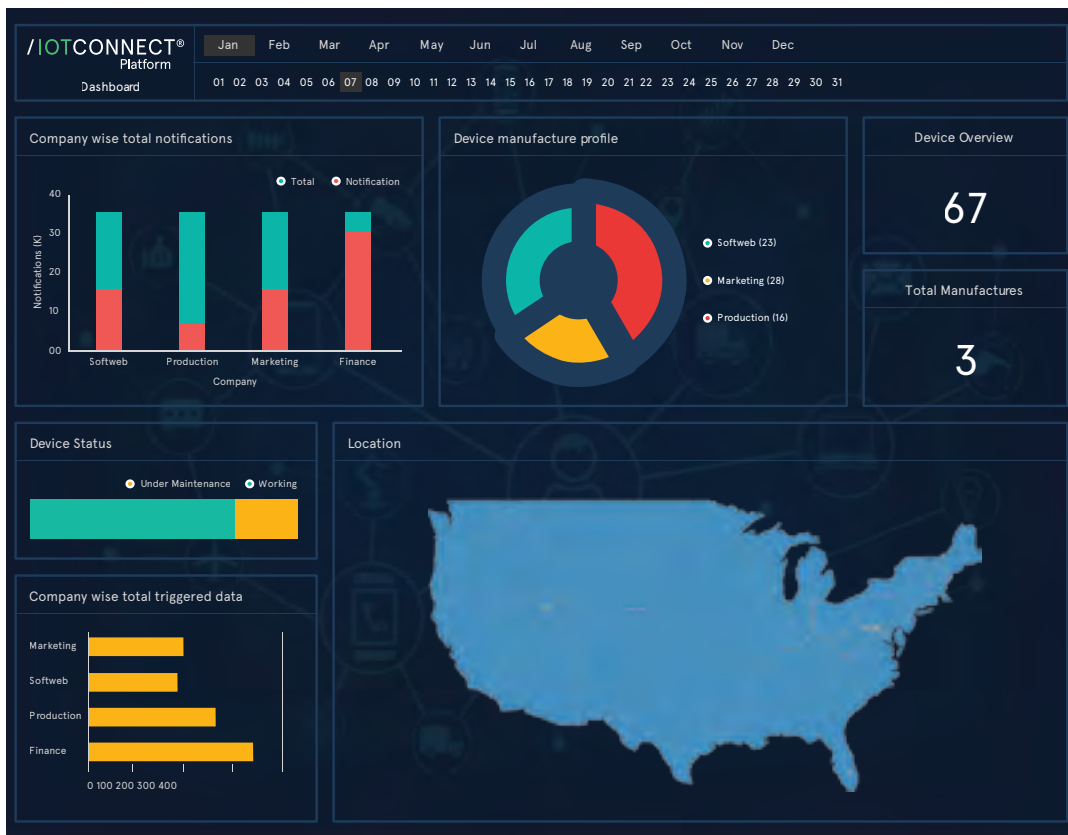 /IOTCONNECT®
Platform
Dashboard
Jan Feb Mar Apr May Jun Jul Aug Sep Oct Nov Dec
01 02 03 04 05 06 07 08 09 10 11 12 13 14 15 16 17 18 19 20 21 22 23 24 25 26 27 28 29 30 31
Company wise total notifications
Total Notification
40
30
20
10
00
Notifications (K)
Softweb Production Marketing Finance
Company
Device manufacture profile
Softweb (23)
Marketing (28)
Production (16)
Device Overview
67
Total Manufactures
3
Device Status
Under Maintenance Working
Company wise total triggered data
Marketing
Softweb
Production
Finance
0 100 200 300 400
Location